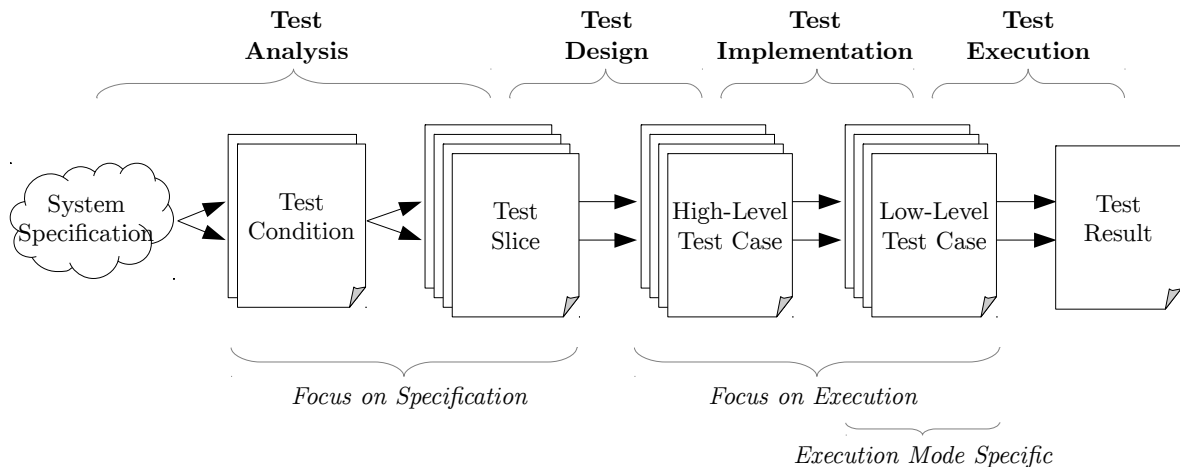 Test
Analysis
Test
Design
Test
Implementation
Test
Execution
System
Specification
Test
Condition
Test
Slice
High-Level
Test Case
Low-Level
Test Case
Test
Result
Focus on Specification
Focus on Execution
Execution Mode Specific